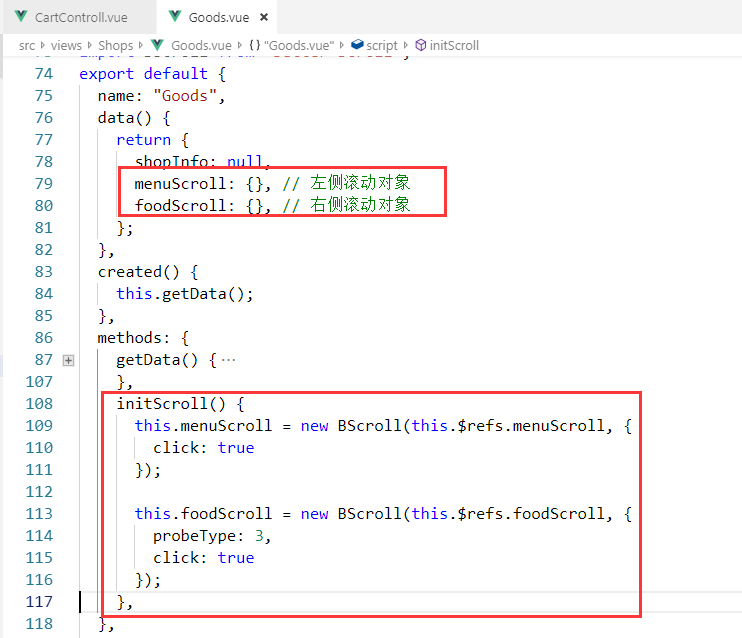 CartControll.vue Goods.vue ×
src views Shops Goods.vue {} "Goods.vue" script initScroll
74 export default {
75 name: "Goods",
76 data() {
77 return {
78 shopInfo: null,
79 menuScroll: {}, // 左侧滚动对象
80 foodScroll: {}, // 右侧滚动对象
81 };
82 },
83 created() {
84 this.getData();
85 },
86 methods: {
87 getData() { ···
107 },
108 initScroll() {
109 this.menuScroll = new BScroll(this.$refs.menuScroll, {
110 click: true
111 });
112
113 this.foodScroll = new BScroll(this.$refs.foodScroll, {
114 probeType: 3,
115 click: true
116 });
117 },
118 },